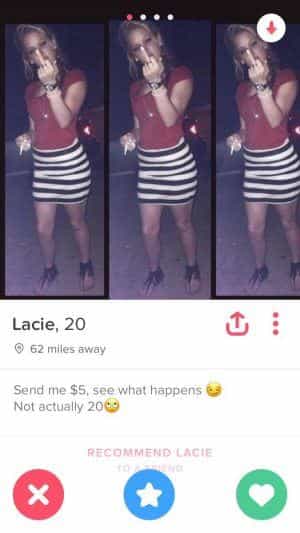 Lacie, 20
62 miles away
Send me $5, see what happens 😉
Not actually 20🙄
RECOMMEND LACIE
TO A FRIEND